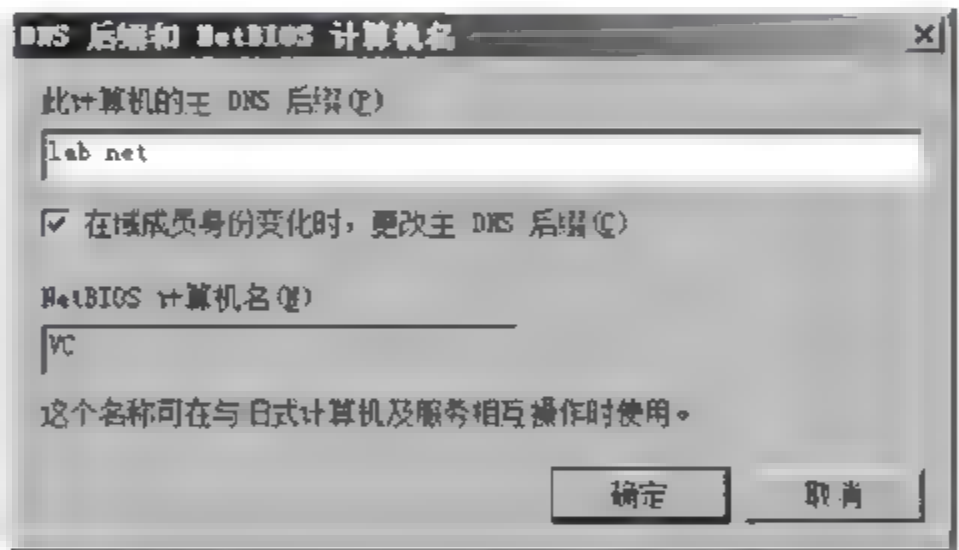 DNS 后缀和 NetBIOS 计算机名
此计算机的主 DNS 后缀(P)
lab net
在域成员身份变化时，更改主 DNS 后缀(C)
NetBIOS 计算机名(N)
VC
这个名称可在与旧式计算机及服务相互操作时使用。
确定 取消